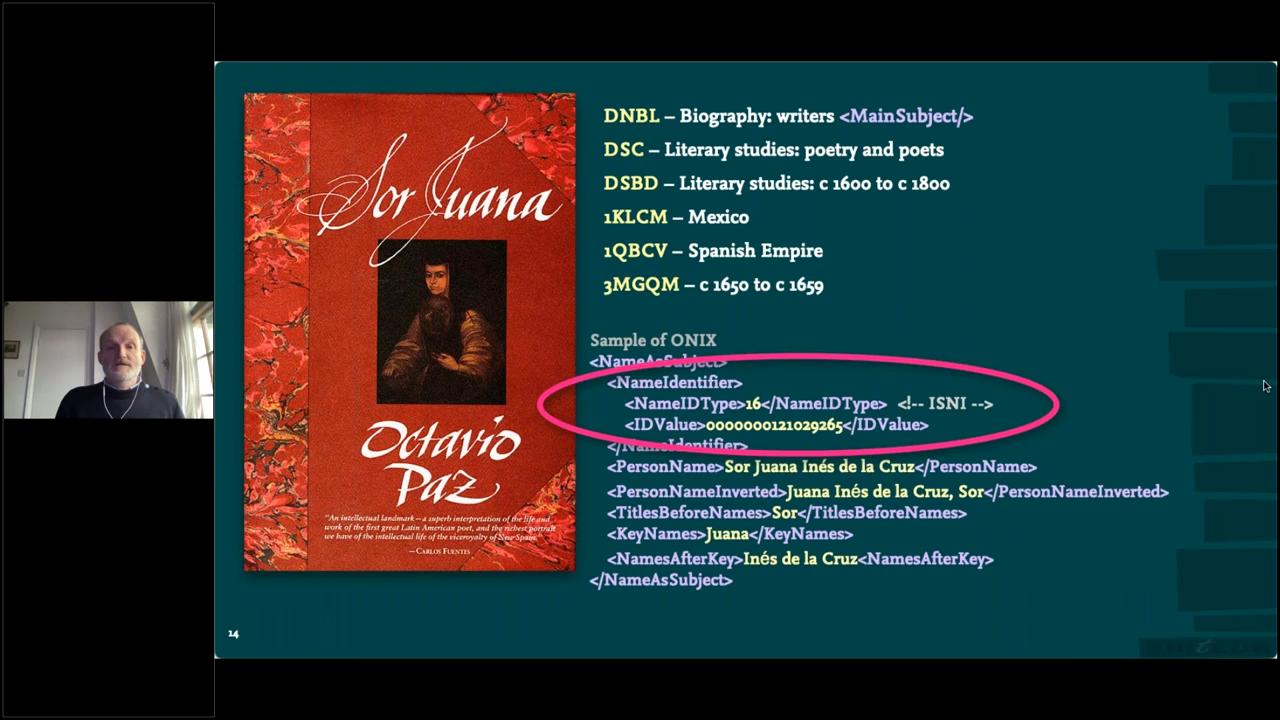 Sor Juana
Octavio
Paz
"An intellectual landmark—a superb interpretation of the life and
work of the first great Latin American poet, and the richest portrait
we have of the intellectual life of the viceroyalty of New Spain."
—CARLOS FUENTES
DNBL – Biography: writers <MainSubject/>
DSC – Literary studies: poetry and poets
DSBD – Literary studies: c 1600 to c 1800
1KLCM – Mexico
1QBCV – Spanish Empire
3MGQM – c 1650 to c 1659
Sample of ONIX
<NameAsSubject>
<NameIdentifier>
<NameIDType>16</NameIDType> <!-- ISNI -->
<IDValue>0000000121029265</IDValue>
</NameIdentifier>
<PersonName>Sor Juana Inés de la Cruz</PersonName>
<PersonNameInverted>Juana Inés de la Cruz, Sor</PersonNameInverted>
<TitlesBeforeNames>Sor</TitlesBeforeNames>
<KeyNames>Juana</KeyNames>
<NamesAfterKey>Inés de la Cruz<NamesAfterKey>
</NameAsSubject>
14